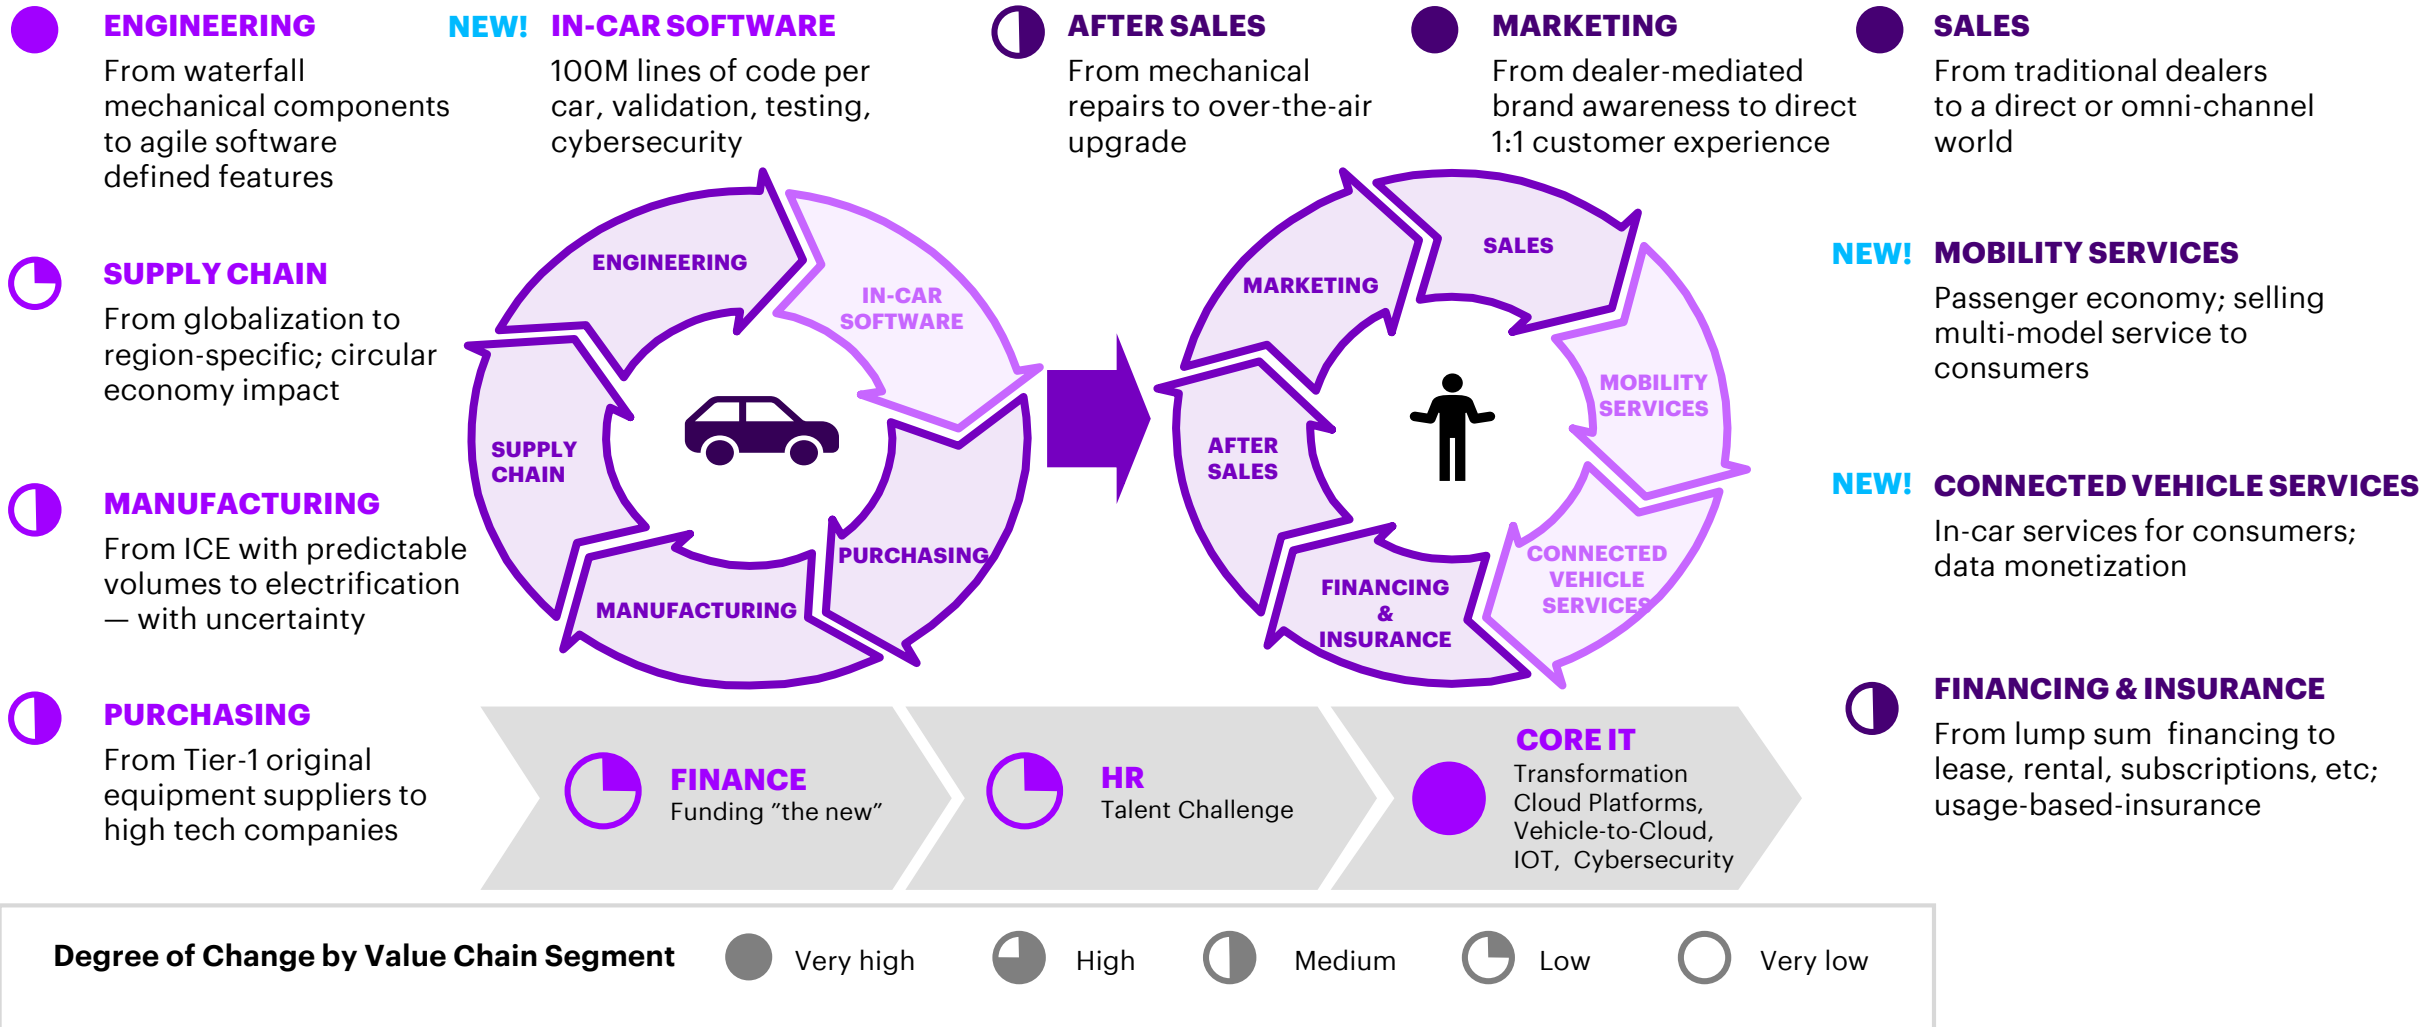 ENGINEERING
From waterfall
mechanical components
to agile software
defined features
NEW! IN-CAR SOFTWARE
100M lines of code per
car, validation, testing,
cybersecurity
AFTER SALES
From mechanical
repairs to over-the-air
upgrade
MARKETING
From dealer-mediated
brand awareness to direct
1:1 customer experience
SALES
From traditional dealers
to a direct or omni-channel
world
SUPPLY CHAIN
From globalization to
region-specific; circular
economy impact
MANUFACTURING
From ICE with predictable
volumes to electrification
— with uncertainty
PURCHASING
From Tier-1 original
equipment suppliers to
high tech companies
ENGINEERING
IN-CAR
SOFTWARE
SUPPLY
CHAIN
PURCHASING
MANUFACTURING
MARKETING
SALES
MOBILITY
SERVICES
AFTER
SALES
CONNECTED
VEHICLE
SERVICES
FINANCING
&
INSURANCE
NEW! MOBILITY SERVICES
Passenger economy; selling
multi-model service to
consumers
NEW! CONNECTED VEHICLE SERVICES
In-car services for consumers;
data monetization
FINANCING & INSURANCE
From lump sum  financing to
lease, rental, subscriptions, etc;
usage-based-insurance
FINANCE
Funding ”the new”
HR
Talent Challenge
CORE IT
Transformation
Cloud Platforms,
Vehicle-to-Cloud,
IOT,  Cybersecurity
Degree of Change by Value Chain Segment Very high High Medium Low Very low